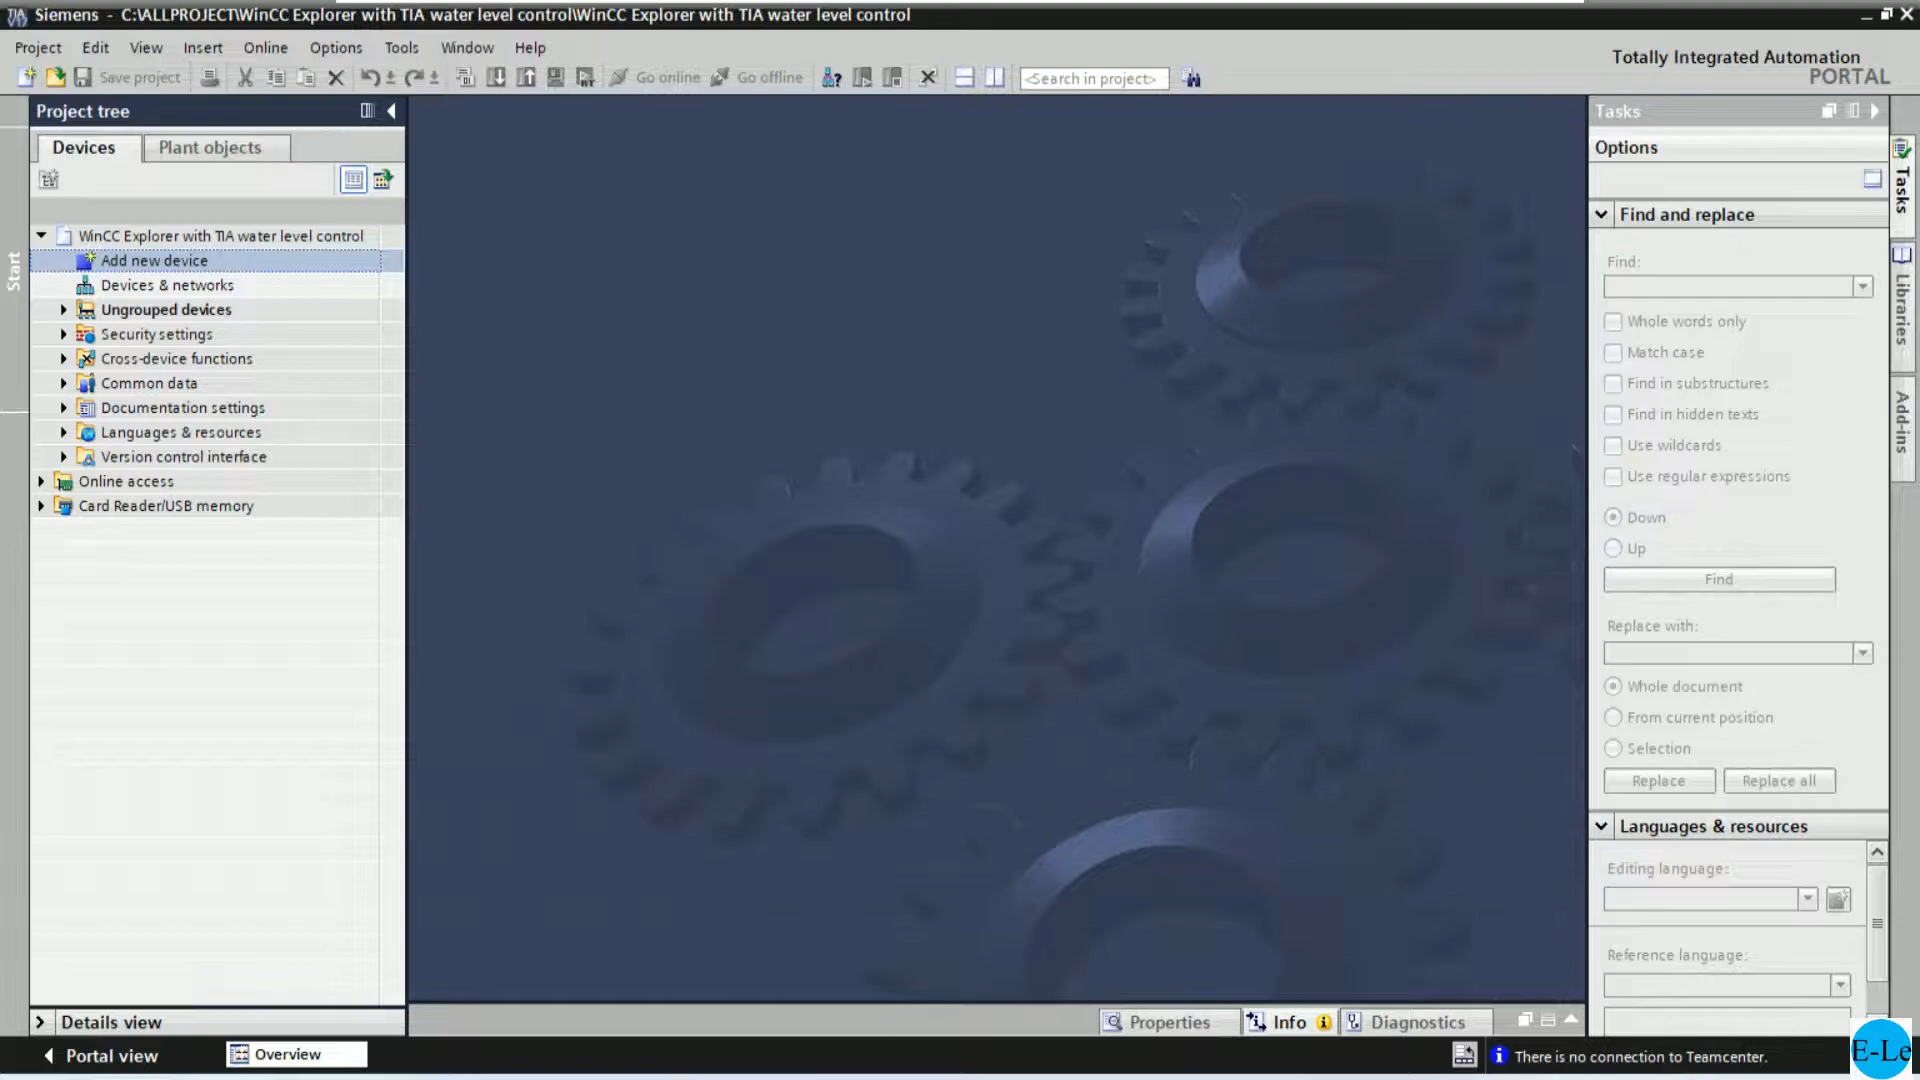 Siemens - C:\ALLPROJECT\WinCC Explorer with TIA water level control\WinCC Explorer with TIA water level control
Project Edit View Insert Online Options Tools Window Help
Totally Integrated Automation
PORTAL
Save project
Go online
Go offline
<Search in project>
Project tree
Devices
Plant objects
Start
WinCC Explorer with TIA water level control
Add new device
Devices & networks
Ungrouped devices
Security settings
Cross-device functions
Common data
Documentation settings
Languages & resources
Version control interface
Online access
Card Reader/USB memory
Details view
Tasks
Options
Find and replace
Find:
Whole words only
Match case
Find in substructures
Find in hidden texts
Use wildcards
Use regular expressions
Down
Up
Find
Replace with:
Whole document
From current position
Selection
Replace
Replace all
Languages & resources
Editing language:
Reference language:
Tasks
Libraries
Add-ins
Properties
Info
Diagnostics
Portal view
Overview
There is no connection to Teamcenter.
E-Le